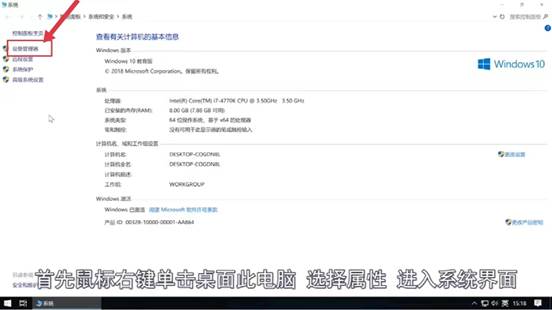 系统
控制面板 › 系统和安全 › 系统
搜索控制面板
控制面板主页
设备管理器
远程设置
系统保护
高级系统设置
查看有关计算机的基本信息
Windows 版本
Windows 10 教育版
© 2018 Microsoft Corporation。保留所有权利。
Windows 10
系统
处理器: Intel(R) Core(TM) i7-4770K CPU @ 3.50GHz 3.50 GHz
已安装的内存(RAM): 8.00 GB (7.88 GB 可用)
系统类型: 64 位操作系统，基于 x64 的处理器
笔和触控: 没有可用于此显示器的笔或触控输入
计算机名、域和工作组设置
计算机名: DESKTOP-COGDN8L
更改设置
计算机全名: DESKTOP-COGDN8L
计算机描述:
工作组: WORKGROUP
Windows 激活
Windows 已激活 阅读 Microsoft 软件许可条款
产品 ID: 00328-10000-00001-AA864
更改产品密钥
首先鼠标右键单击桌面此电脑 选择属性 进入系统界面
系统
英
15:18